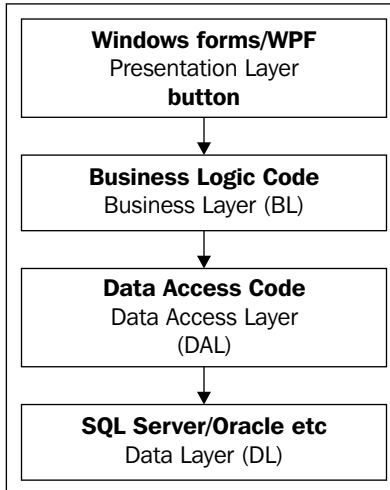 Windows forms/WPF
Presentation Layer
button
Business Logic Code
Business Layer (BL)
Data Access Code
Data Access Layer
(DAL)
SQL Server/Oracle etc
Data Layer (DL)